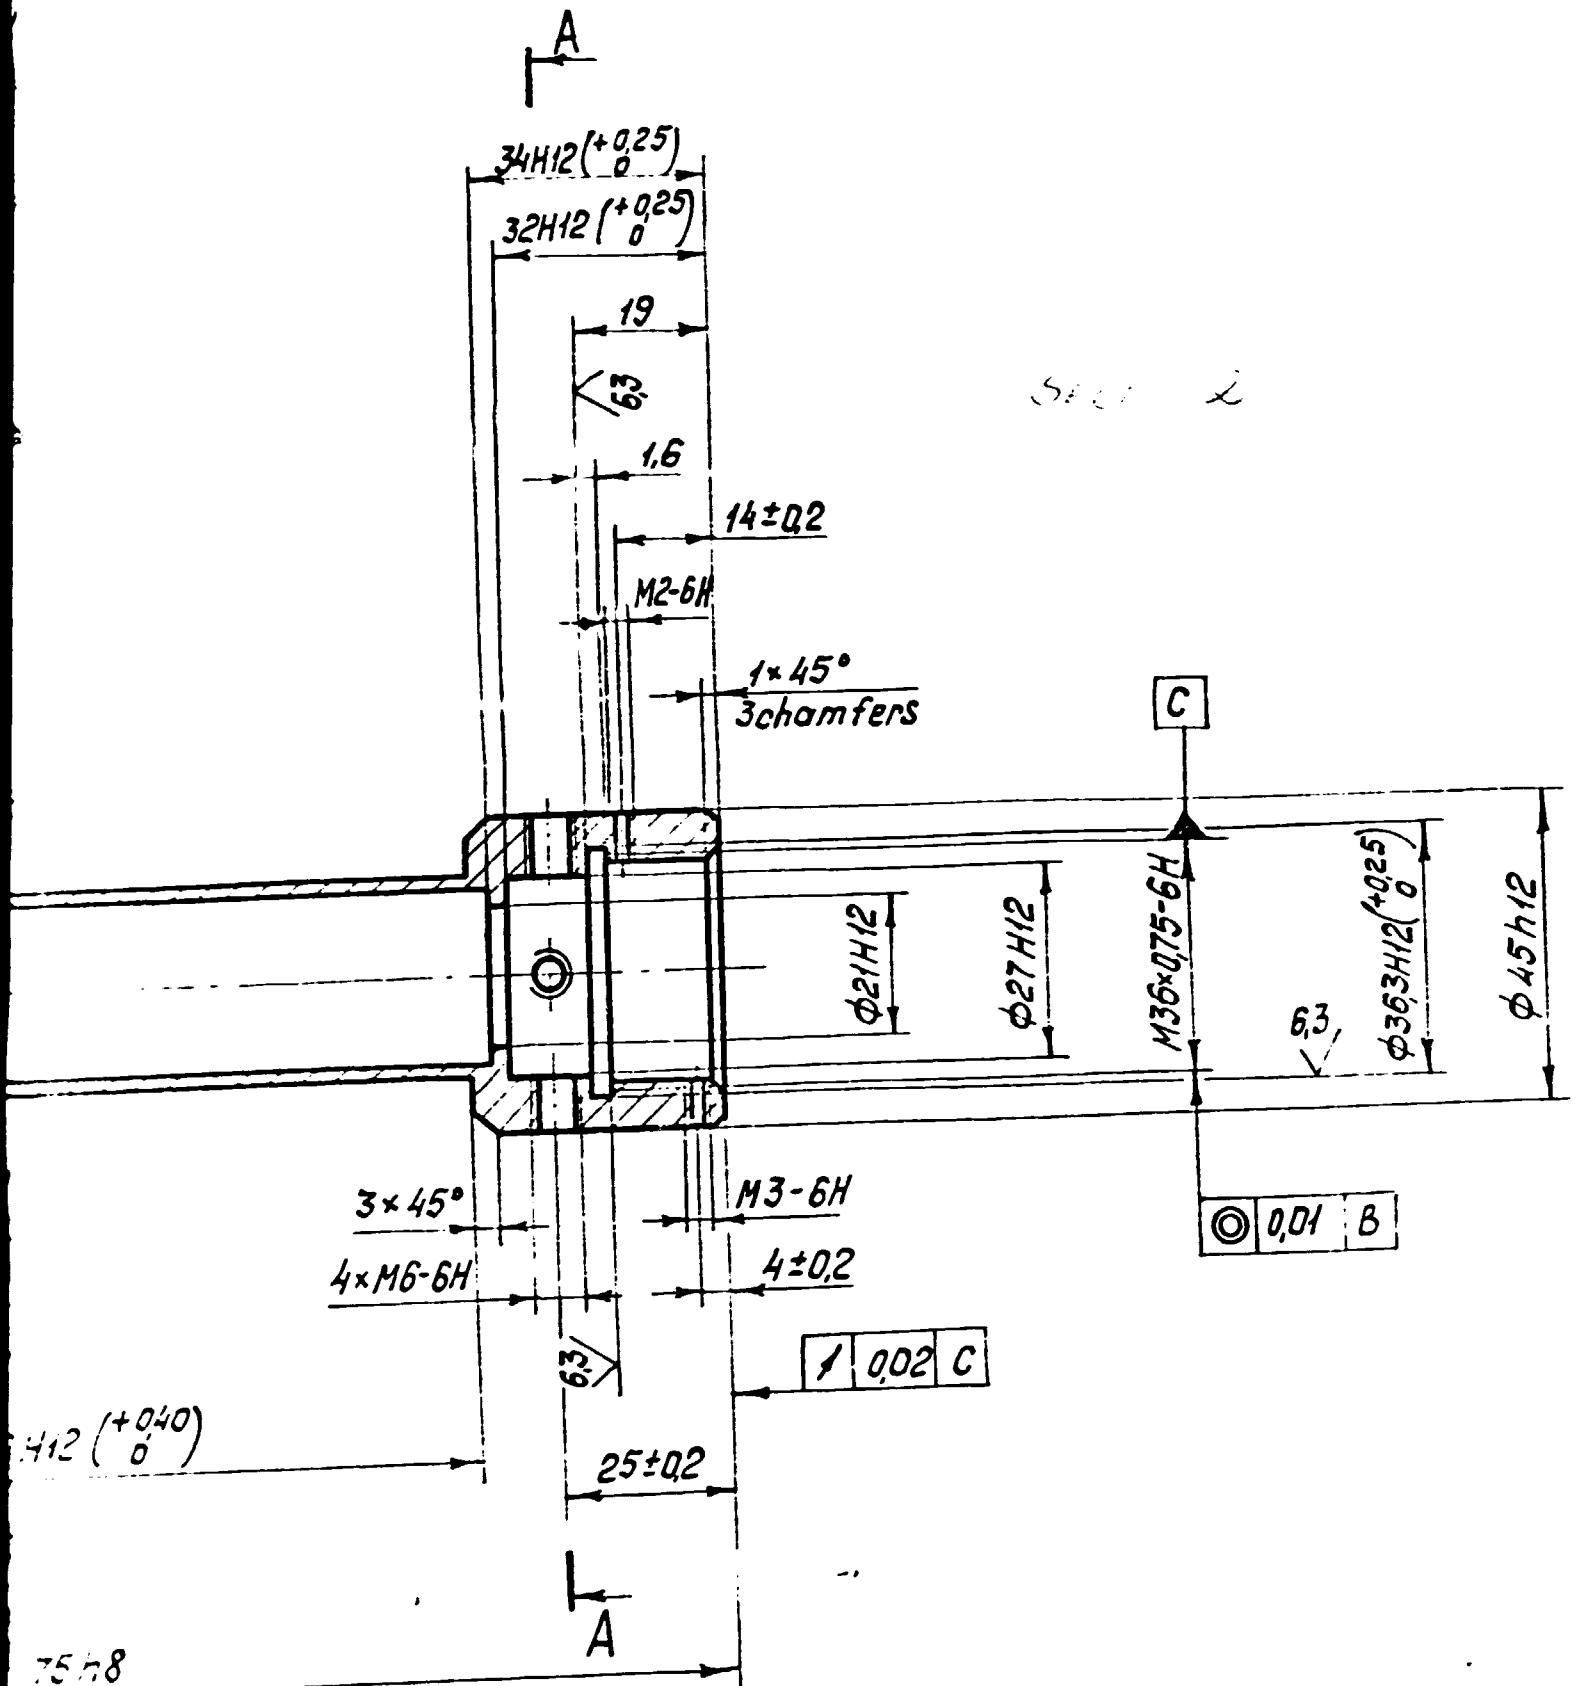 A
34H12(+0,25 0)
32H12(+0,25 0)
19
6,3
1,6
14±0,2
M2-6H
1×45°
3chamfers
C
ϕ21H12
ϕ27H12
M36×0,75-6H
ϕ36,3H12(+0,25 0)
ϕ45h12
6,3
3×45°
M3-6H
4×M6-6H
4±0,2
◎ 0,01 B
6,3
↗ 0,02 C
H12(+0,40 0)
25±0,2
A
75h8